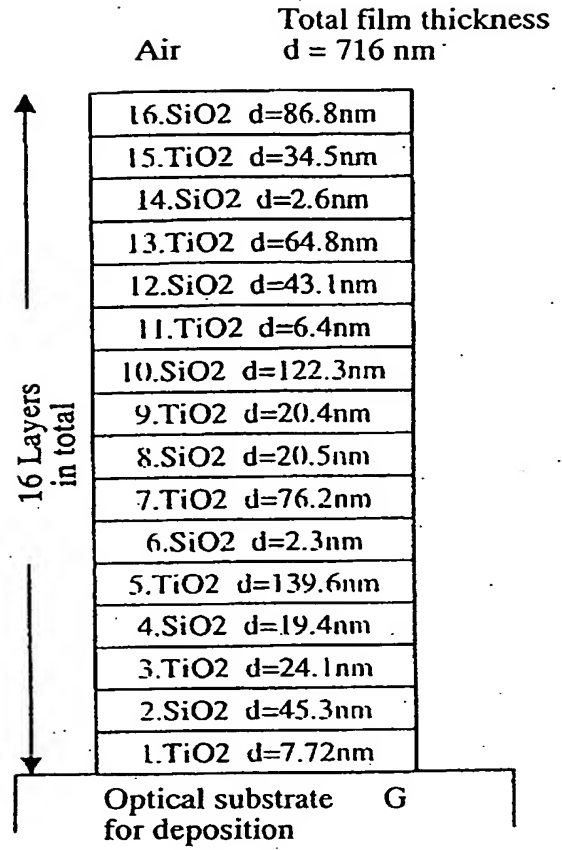 Total film thickness
Air d = 716 nm
16.SiO2 d=86.8nm
15.TiO2 d=34.5nm
14.SiO2 d=2.6nm
13.TiO2 d=64.8nm
12.SiO2 d=43.1nm
11.TiO2 d=6.4nm
10.SiO2 d=122.3nm
9.TiO2 d=20.4nm
8.SiO2 d=20.5nm
7.TiO2 d=76.2nm
6.SiO2 d=2.3nm
5.TiO2 d=139.6nm
4.SiO2 d=19.4nm
3.TiO2 d=24.1nm
2.SiO2 d=45.3nm
1.TiO2 d=7.72nm
16 Layers
in total
Optical substrate G
for deposition